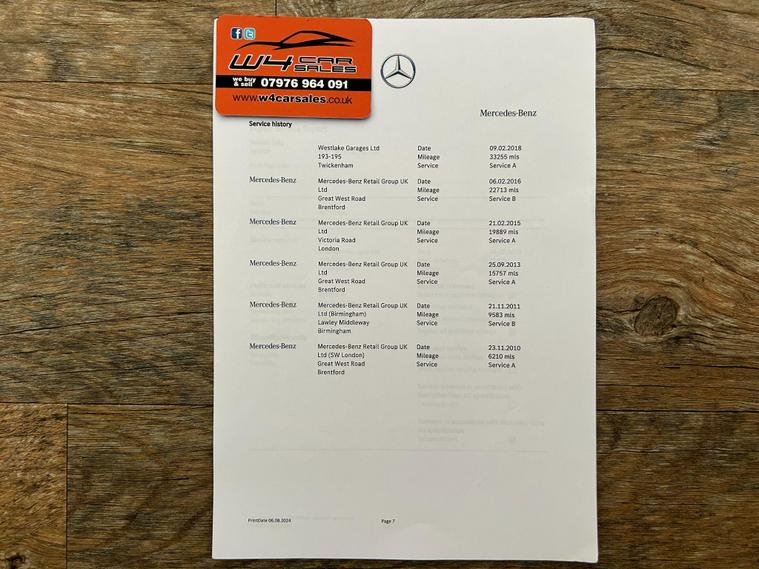 f t
W4 CAR
SALES
we buy
& sell 07976 964 091
www.w4carsales.co.uk
Mercedes-Benz
Service history
Westlake Garages Ltd Date 09.02.2018
193-195 Mileage 33255 mls
Twickenham Service Service A
Mercedes-Benz Mercedes-Benz Retail Group UK Date 06.02.2016
Ltd Mileage 22713 mls
Great West Road Service Service B
Brentford
Mercedes-Benz Mercedes-Benz Retail Group UK Date 21.02.2015
Ltd Mileage 19889 mls
Victoria Road Service Service A
London
Mercedes-Benz Mercedes-Benz Retail Group UK Date 25.09.2013
Ltd Mileage 15757 mls
Great West Road Service Service A
Brentford
Mercedes-Benz Mercedes-Benz Retail Group UK Date 21.11.2011
Ltd (Birmingham) Mileage 9583 mls
Lawley Middleway Service Service B
Birmingham
Mercedes-Benz Mercedes-Benz Retail Group UK Date 23.11.2010
Ltd (SW London) Mileage 6210 mls
Great West Road Service Service A
Brentford
PrintDate 06.08.2024 Page 7